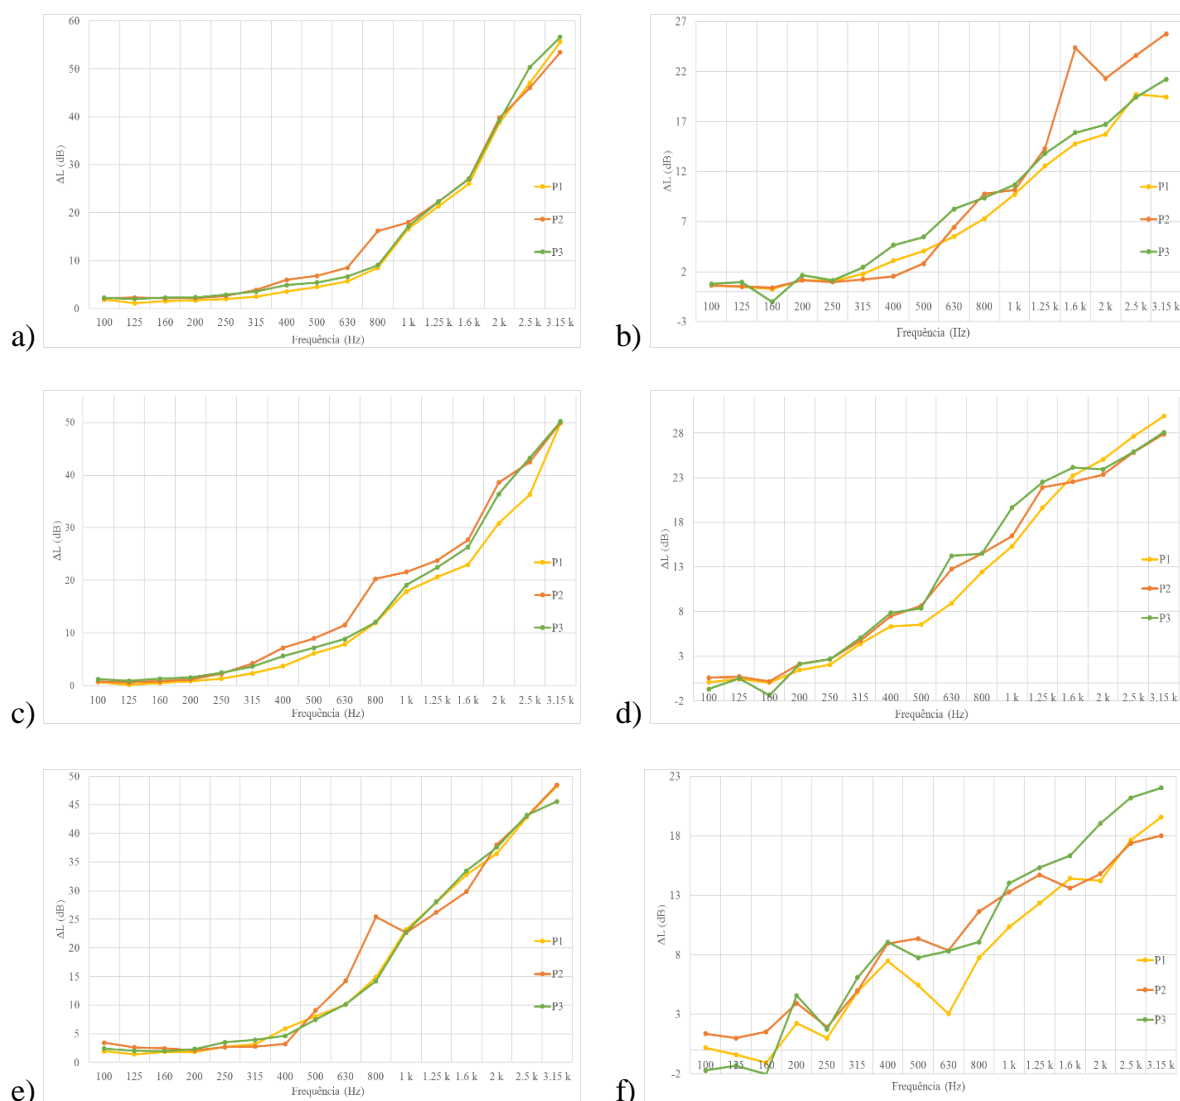 a)
60
50
40
30
20
10
0
ΔL (dB)
100 125 160 200 250 315 400 500 630 800 1 k 1.25 k 1.6 k 2 k 2.5 k 3.15 k
Frequência (Hz)
P1
P2
P3
b)
27
22
17
12
7
2
-3
ΔL (dB)
100 125 160 200 250 315 400 500 630 800 1 k 1.25 k 1.6 k 2 k 2.5 k 3.15 k
Frequência (Hz)
P1
P2
P3
c)
50
40
30
20
10
0
ΔL (dB)
100 125 160 200 250 315 400 500 630 800 1 k 1.25 k 1.6 k 2 k 2.5 k 3.15 k
Frequência (Hz)
P1
P2
P3
d)
28
23
18
13
8
3
-2
ΔL (dB)
100 125 160 200 250 315 400 500 630 800 1 k 1.25 k 1.6 k 2 k 2.5 k 3.15 k
Frequência (Hz)
P1
P2
P3
e)
50
45
40
35
30
25
20
15
10
5
0
ΔL (dB)
100 125 160 200 250 315 400 500 630 800 1 k 1.25 k 1.6 k 2 k 2.5 k 3.15 k
Frequência (Hz)
P1
P2
P3
f)
23
18
13
8
3
-2
ΔL (dB)
100 125 160 200 250 315 400 500 630 800 1 k 1.25 k 1.6 k 2 k 2.5 k 3.15 k
Frequência (Hz)
P1
P2
P3